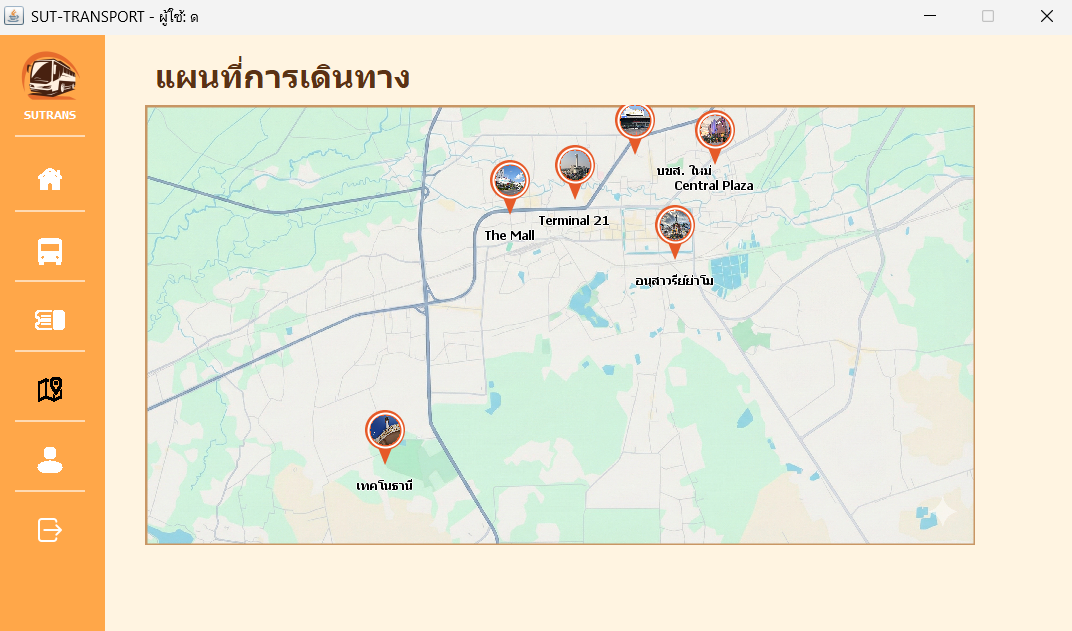 SUT-TRANSPORT - ผู้ใช้: ด
SUTRANS
แผนที่การเดินทาง
บขส. ใหม่
Central Plaza
Terminal 21
The Mall
อนุสาวรีย์ย่าโม
เทคโนธานี